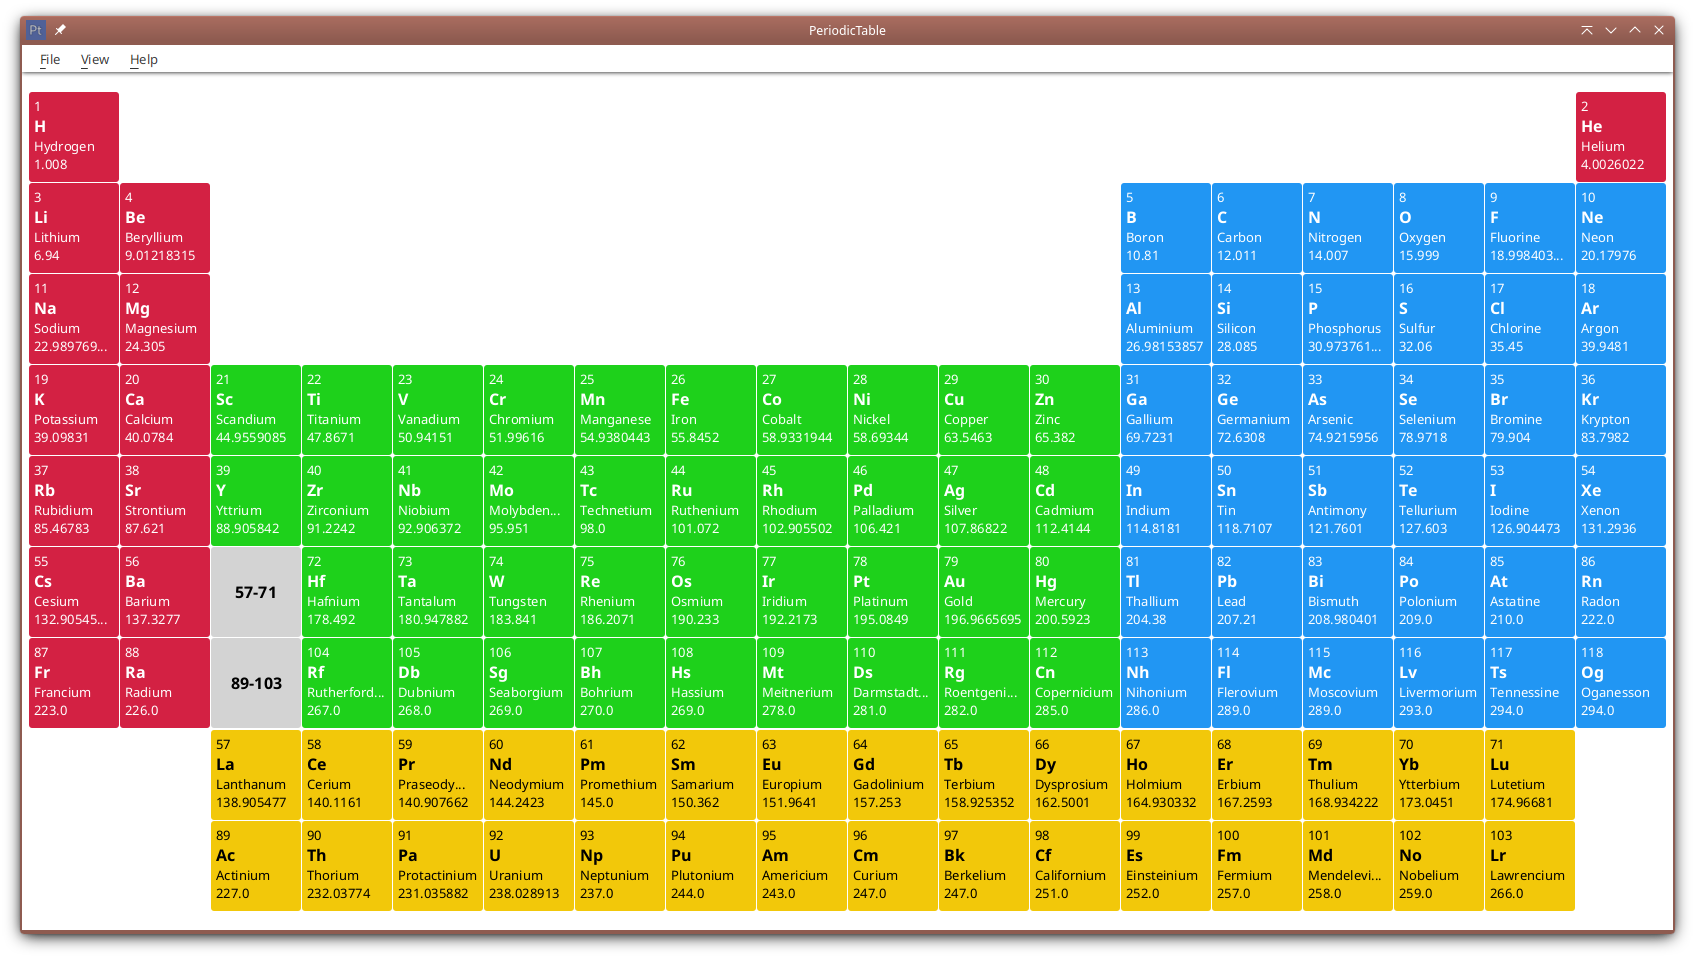 Pt PeriodicTable
File View Help
1 2
H He
Hydrogen Helium
1.008 4.0026022
3 4 5 6 7 8 9 10
Li Be B C N O F Ne
Lithium Beryllium Boron Carbon Nitrogen Oxygen Fluorine Neon
6.94 9.01218315 10.81 12.011 14.007 15.999 18.998403... 20.17976
11 12 13 14 15 16 17 18
Na Mg Al Si P S Cl Ar
Sodium Magnesium Aluminium Silicon Phosphorus Sulfur Chlorine Argon
22.989769... 24.305 26.98153857 28.085 30.973761... 32.06 35.45 39.9481
19 20 21 22 23 24 25 26 27 28 29 30 31 32 33 34 35 36
K Ca Sc Ti V Cr Mn Fe Co Ni Cu Zn Ga Ge As Se Br Kr
Potassium Calcium Scandium Titanium Vanadium Chromium Manganese Iron Cobalt Nickel Copper Zinc Gallium Germanium Arsenic Selenium Bromine Krypton
39.09831 40.0784 44.9559085 47.8671 50.94151 51.99616 54.9380443 55.8452 58.9331944 58.69344 63.5463 65.382 69.7231 72.6308 74.9215956 78.9718 79.904 83.7982
37 38 39 40 41 42 43 44 45 46 47 48 49 50 51 52 53 54
Rb Sr Y Zr Nb Mo Tc Ru Rh Pd Ag Cd In Sn Sb Te I Xe
Rubidium Strontium Yttrium Zirconium Niobium Molybden... Technetium Ruthenium Rhodium Palladium Silver Cadmium Indium Tin Antimony Tellurium Iodine Xenon
85.46783 87.621 88.905842 91.2242 92.906372 95.951 98.0 101.072 102.905502 106.421 107.86822 112.4144 114.8181 118.7107 121.7601 127.603 126.904473 131.2936
55 56 72 73 74 75 76 77 78 79 80 81 82 83 84 85 86
Cs Ba 57-71 Hf Ta W Re Os Ir Pt Au Hg Tl Pb Bi Po At Rn
Cesium Barium Hafnium Tantalum Tungsten Rhenium Osmium Iridium Platinum Gold Mercury Thallium Lead Bismuth Polonium Astatine Radon
132.90545... 137.3277 178.492 180.947882 183.841 186.2071 190.233 192.2173 195.0849 196.9665695 200.5923 204.38 207.21 208.980401 209.0 210.0 222.0
87 88 104 105 106 107 108 109 110 111 112 113 114 115 116 117 118
Fr Ra 89-103 Rf Db Sg Bh Hs Mt Ds Rg Cn Nh Fl Mc Lv Ts Og
Francium Radium Rutherford... Dubnium Seaborgium Bohrium Hassium Meitnerium Darmstadt... Roentgeni... Copernicium Nihonium Flerovium Moscovium Livermorium Tennessine Oganesson
223.0 226.0 267.0 268.0 269.0 270.0 269.0 278.0 281.0 282.0 285.0 286.0 289.0 289.0 293.0 294.0 294.0
57 58 59 60 61 62 63 64 65 66 67 68 69 70 71
La Ce Pr Nd Pm Sm Eu Gd Tb Dy Ho Er Tm Yb Lu
Lanthanum Cerium Praseody... Neodymium Promethium Samarium Europium Gadolinium Terbium Dysprosium Holmium Erbium Thulium Ytterbium Lutetium
138.905477 140.1161 140.907662 144.2423 145.0 150.362 151.9641 157.253 158.925352 162.5001 164.930332 167.2593 168.934222 173.0451 174.96681
89 90 91 92 93 94 95 96 97 98 99 100 101 102 103
Ac Th Pa U Np Pu Am Cm Bk Cf Es Fm Md No Lr
Actinium Thorium Protactinium Uranium Neptunium Plutonium Americium Curium Berkelium Californium Einsteinium Fermium Mendelevi... Nobelium Lawrencium
227.0 232.03774 231.035882 238.028913 237.0 244.0 243.0 247.0 247.0 251.0 252.0 257.0 258.0 259.0 266.0